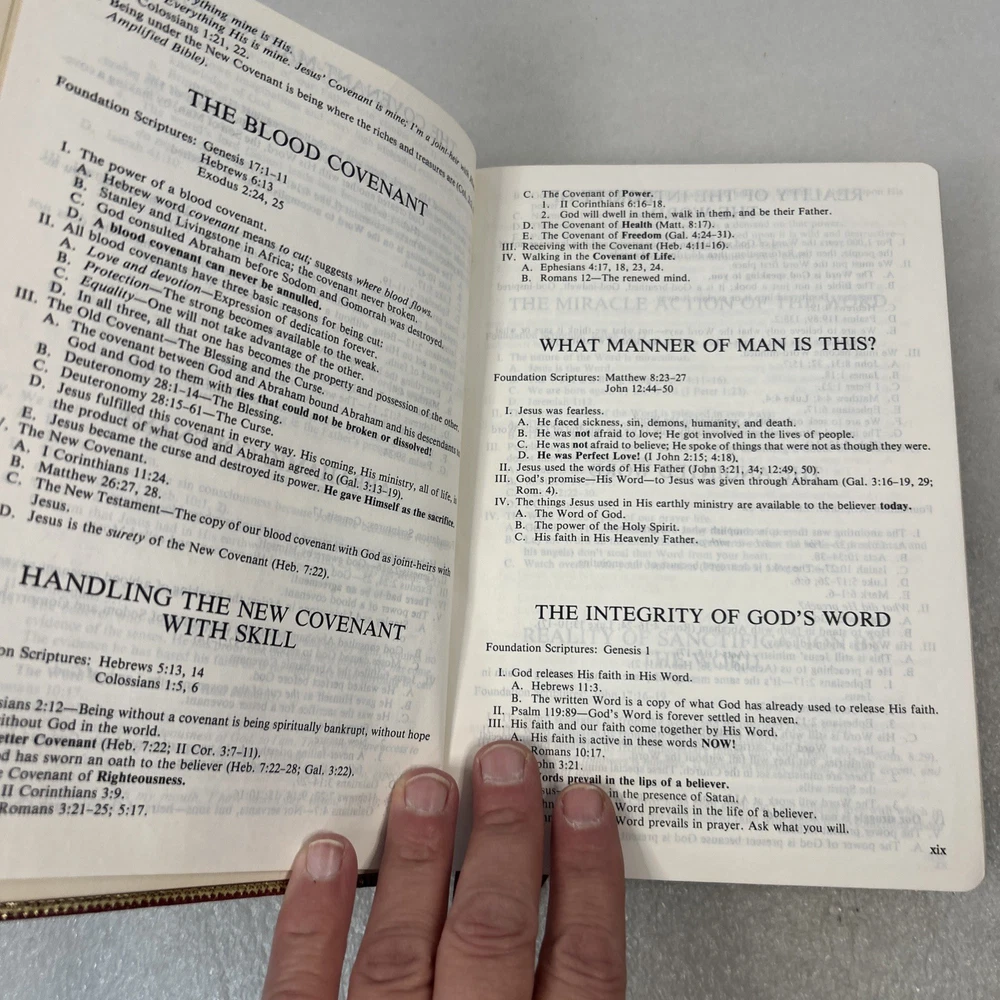 ything mine is His.
Everything His is mine. Jesus' Covenant is mine; I'm a joint-heir
Colossians 1:21, 22.
Being under the New Covenant is being where the riches and treasures are
Amplified Bible).
THE BLOOD COVENANT
Foundation Scriptures: Genesis 17:1–11
Hebrews 6:13
Exodus 2:24, 25
I. The power of a blood covenant.
A. Hebrew word covenant means to cut; suggests where blood flows.
B. Stanley and Livingstone in Africa; the covenant never broken.
C. God consulted Abraham before Sodom and Gomorrah was destroyed.
D. A blood covenant can never be annulled.
II. All blood covenants have three basic reasons for being cut:
A. Love and devotion—Expression of dedication forever.
B. Protection—The strong becomes available to the weak.
C. Equality—One will not take advantage of the other.
D. In all three, all that one has becomes the property and possession of the other.
III. The Old Covenant—The Blessing and the Curse.
A. The covenant between God and Abraham bound Abraham and his descendants to
God and God to them with ties that could not be broken or dissolved!
B. Deuteronomy 28:1–14—The Blessing.
C. Deuteronomy 28:15–61—The Curse.
D. Jesus fulfilled this covenant in every way. His coming, His ministry, all of life, is
the product of what God and Abraham agreed to (Gal. 3:13–19).
E. Jesus became the curse and destroyed its power. He gave Himself as the sacrifice.
V. The New Covenant.
A. I Corinthians 11:24.
B. Matthew 26:27, 28.
C. The New Testament—The copy of our blood covenant with God as joint-heirs with
Jesus.
D. Jesus is the surety of the New Covenant (Heb. 7:22).
HANDLING THE NEW COVENANT
WITH SKILL
on Scriptures: Hebrews 5:13, 14
Colossians 1:5, 6
sians 2:12—Being without a covenant is being spiritually bankrupt, without hope
ithout God in the world.
etter Covenant (Heb. 7:22; II Cor. 3:7–11).
d has sworn an oath to the believer (Heb. 7:22–28; Gal. 3:22).
e Covenant of Righteousness.
II Corinthians 3:9.
Romans 3:21–25; 5:17.
C. The Covenant of Power.
1. II Corinthians 6:16–18.
2. God will dwell in them, walk in them, and be their Father.
D. The Covenant of Health (Matt. 8:17).
E. The Covenant of Freedom (Gal. 4:24–31).
III. Receiving with the Covenant (Heb. 4:11–16).
IV. Walking in the Covenant of Life.
A. Ephesians 4:17, 18, 23, 24.
B. Romans 12—The renewed mind.
WHAT MANNER OF MAN IS THIS?
Foundation Scriptures: Matthew 8:23–27
John 12:44–50
I. Jesus was fearless.
A. He faced sickness, sin, demons, humanity, and death.
B. He was not afraid to love; He got involved in the lives of people.
C. He was not afraid to believe; He spoke of things that were not as though they were.
D. He was Perfect Love! (I John 2:15; 4:18).
II. Jesus used the words of His Father (John 3:21, 34; 12:49, 50).
III. God's promise—His Word—to Jesus was given through Abraham (Gal. 3:16–19, 29;
Rom. 4).
IV. The things Jesus used in His earthly ministry are available to the believer today.
A. The Word of God.
B. The power of the Holy Spirit.
C. His faith in His Heavenly Father.
THE INTEGRITY OF GOD'S WORD
Foundation Scriptures: Genesis 1
I. God releases His faith in His Word.
A. Hebrews 11:3.
B. The written Word is a copy of what God has already used to release His faith.
II. Psalm 119:89—God's Word is forever settled in heaven.
III. His faith and our faith come together by His Word.
A. His faith is active in these words NOW!
Romans 10:17.
ohn 3:21.
ords prevail in the lips of a believer.
in the presence of Satan.
Word prevails in the life of a believer.
Word prevails in prayer. Ask what you will.
xix